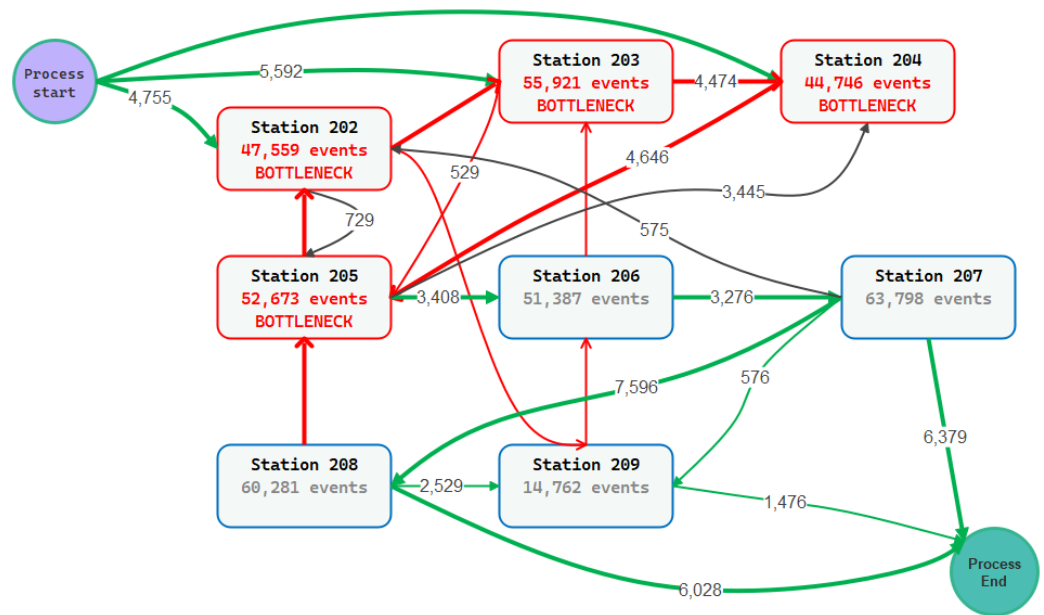 Process
start
5,592
4,755
Station 203
55,921 events
BOTTLENECK
4,474
Station 204
44,746 events
BOTTLENECK
Station 202
47,559 events
BOTTLENECK
529
4,646
3,445
729
575
Station 205
52,673 events
BOTTLENECK
3,408
Station 206
51,387 events
3,276
Station 207
63,798 events
7,596
576
6,379
Station 208
60,281 events
2,529
Station 209
14,762 events
1,476
6,028
Process
End